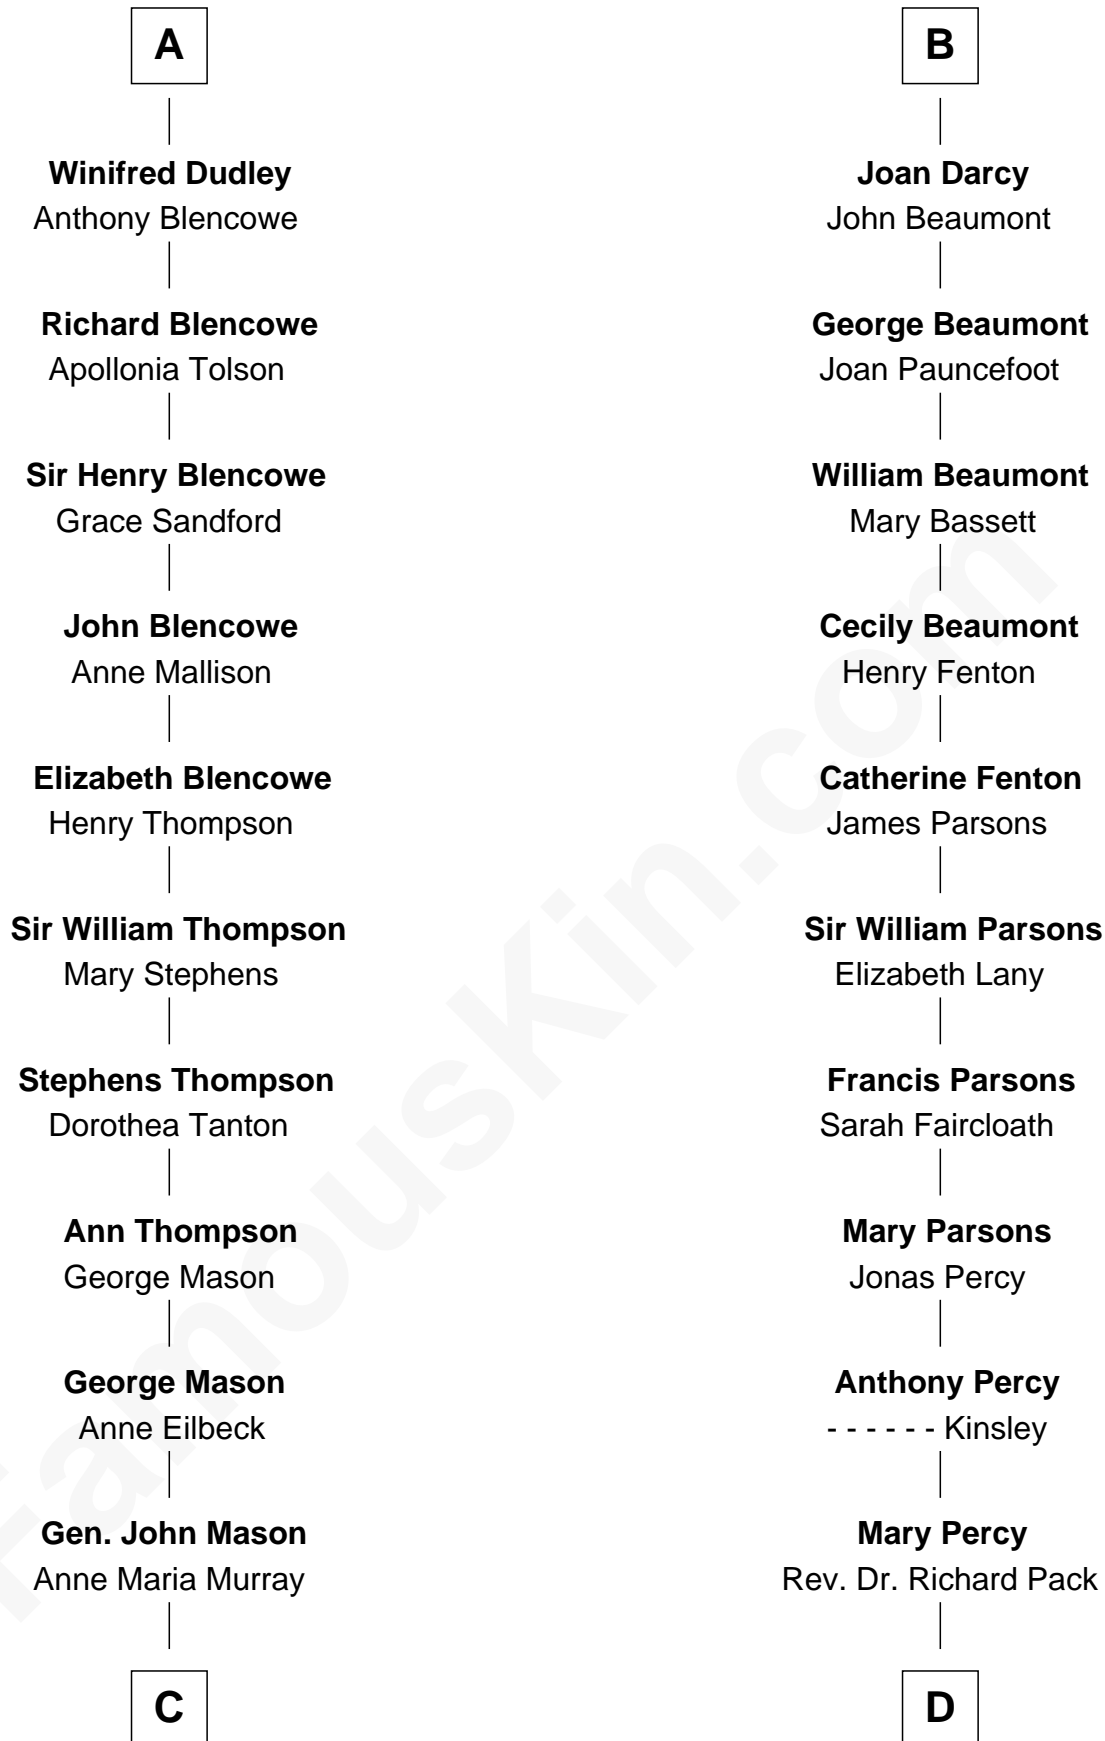 A
Winifred Dudley
Anthony Blencowe
Richard Blencowe
Apollonia Tolson
Sir Henry Blencowe
Grace Sandford
John Blencowe
Anne Mallison
Elizabeth Blencowe
Henry Thompson
Sir William Thompson
Mary Stephens
Stephens Thompson
Dorothea Tanton
Ann Thompson
George Mason
George Mason
Anne Eilbeck
Gen. John Mason
Anne Maria Murray
C
B
Joan Darcy
John Beaumont
George Beaumont
Joan Pauncefoot
William Beaumont
Mary Bassett
Cecily Beaumont
Henry Fenton
Catherine Fenton
James Parsons
Sir William Parsons
Elizabeth Lany
Francis Parsons
Sarah Faircloath
Mary Parsons
Jonas Percy
Anthony Percy
- - - - - - Kinsley
Mary Percy
Rev. Dr. Richard Pack
D
FamousKin.com